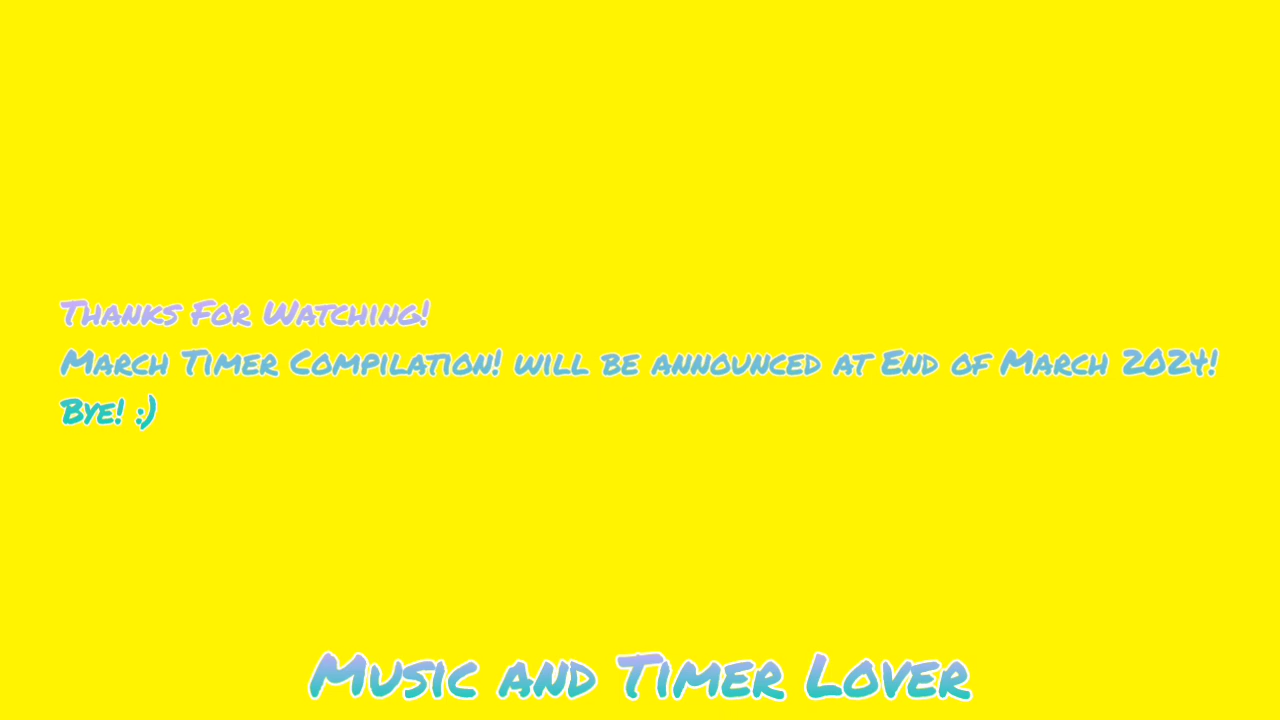 Thanks For Watching!
March Timer Compilation! will be announced at End of March 2024!
Bye! :)
Music and Timer Lover